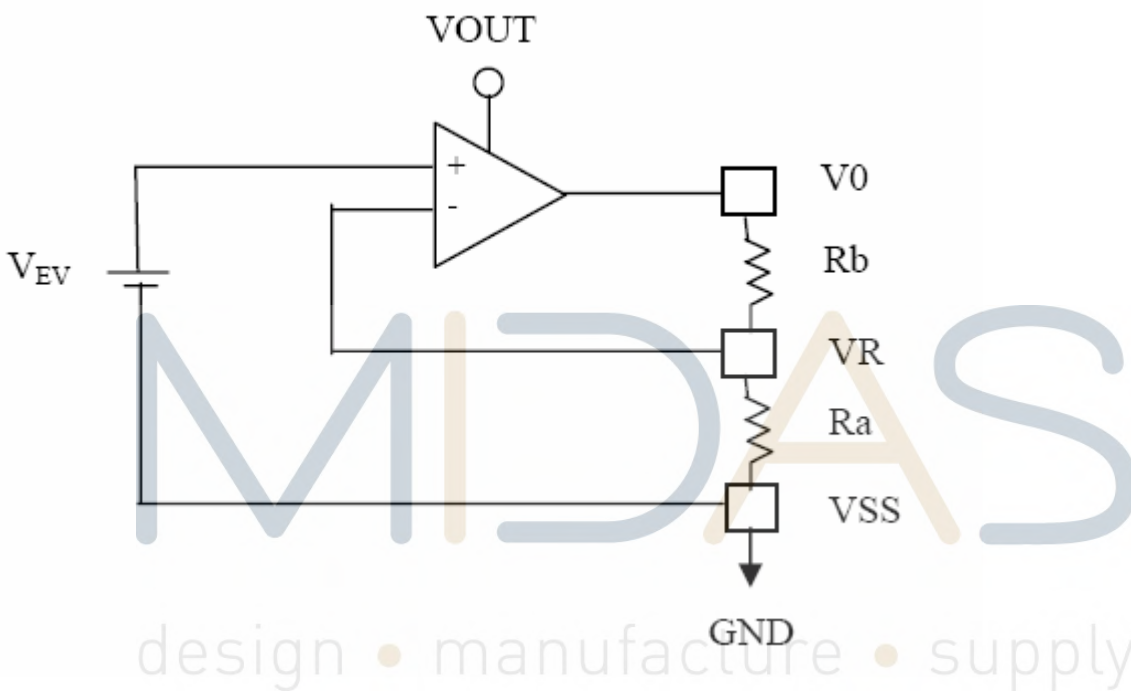 VOUT
+
-
V0
VEV
Rb
VR
Ra
VSS
GND
MIDAS
design • manufacture • supply